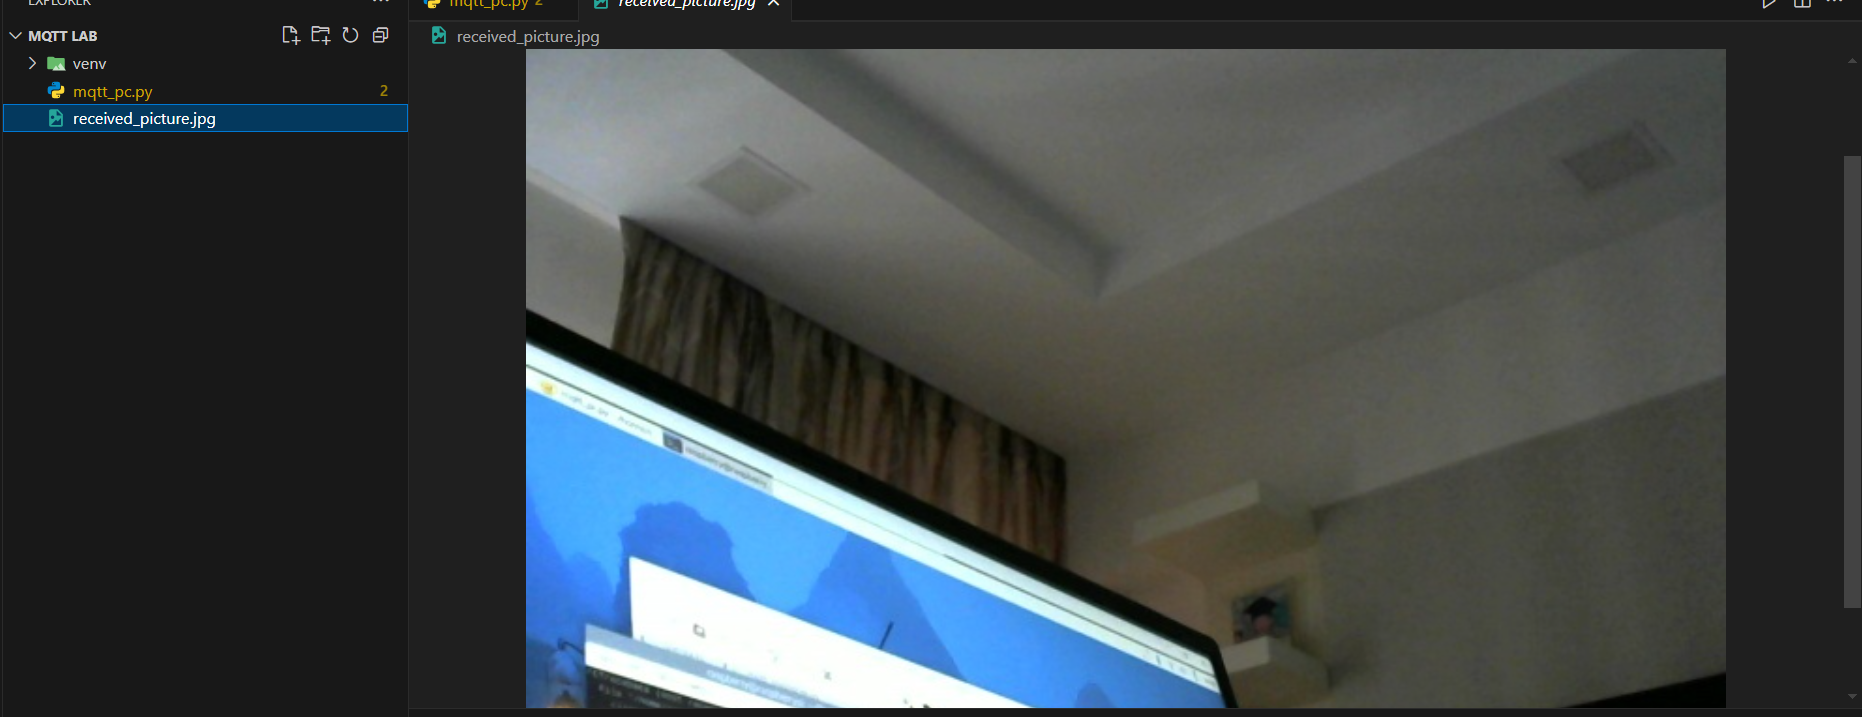 EXPLORER
mqtt_pc.py 2
received_picture.jpg
MQTT LAB
received_picture.jpg
venv
mqtt_pc.py
2
received_picture.jpg